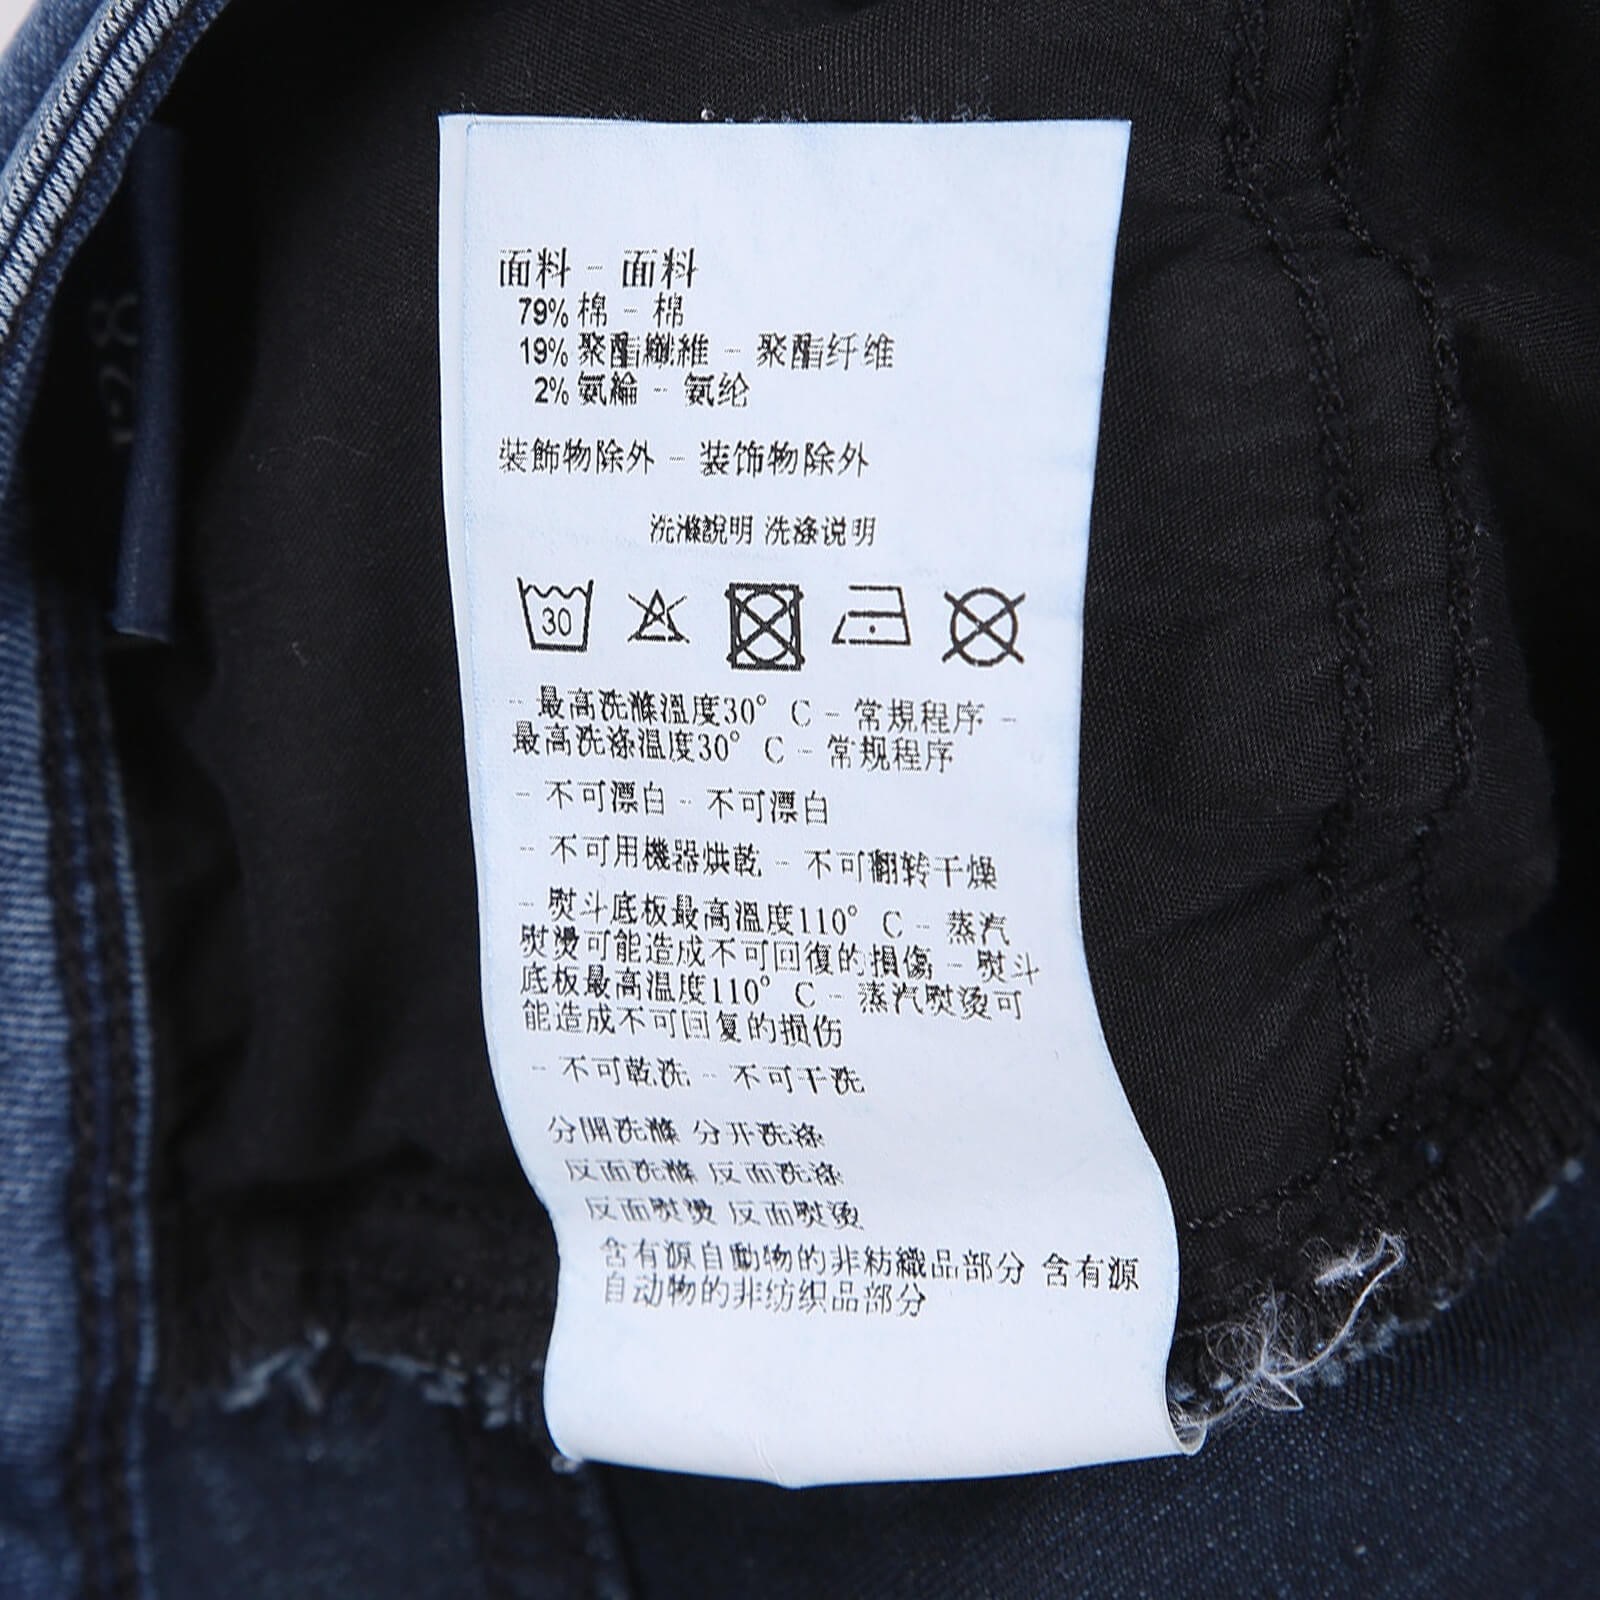 面料 - 面料
79% 棉 - 棉
19% 聚酯纖維 - 聚酯纤维
2% 氨綸 - 氨纶
裝飾物除外 - 装饰物除外
洗滌說明 洗涤说明
30
- 最高洗滌溫度30° C - 常規程序 -
最高洗涤温度30° C - 常规程序
- 不可漂白 - 不可漂白
- 不可用機器烘乾 - 不可翻转干燥
- 熨斗底板最高溫度110° C - 蒸汽
熨燙可能造成不可回復的損傷 - 熨斗
底板最高温度110° C - 蒸汽熨烫可
能造成不可回复的损伤
- 不可乾洗 - 不可干洗
分開洗滌 分开洗涤
反面洗滌 反面洗涤
反面熨燙 反面熨烫
含有源自動物的非紡織品部分 含有源
自动物的非纺织品部分